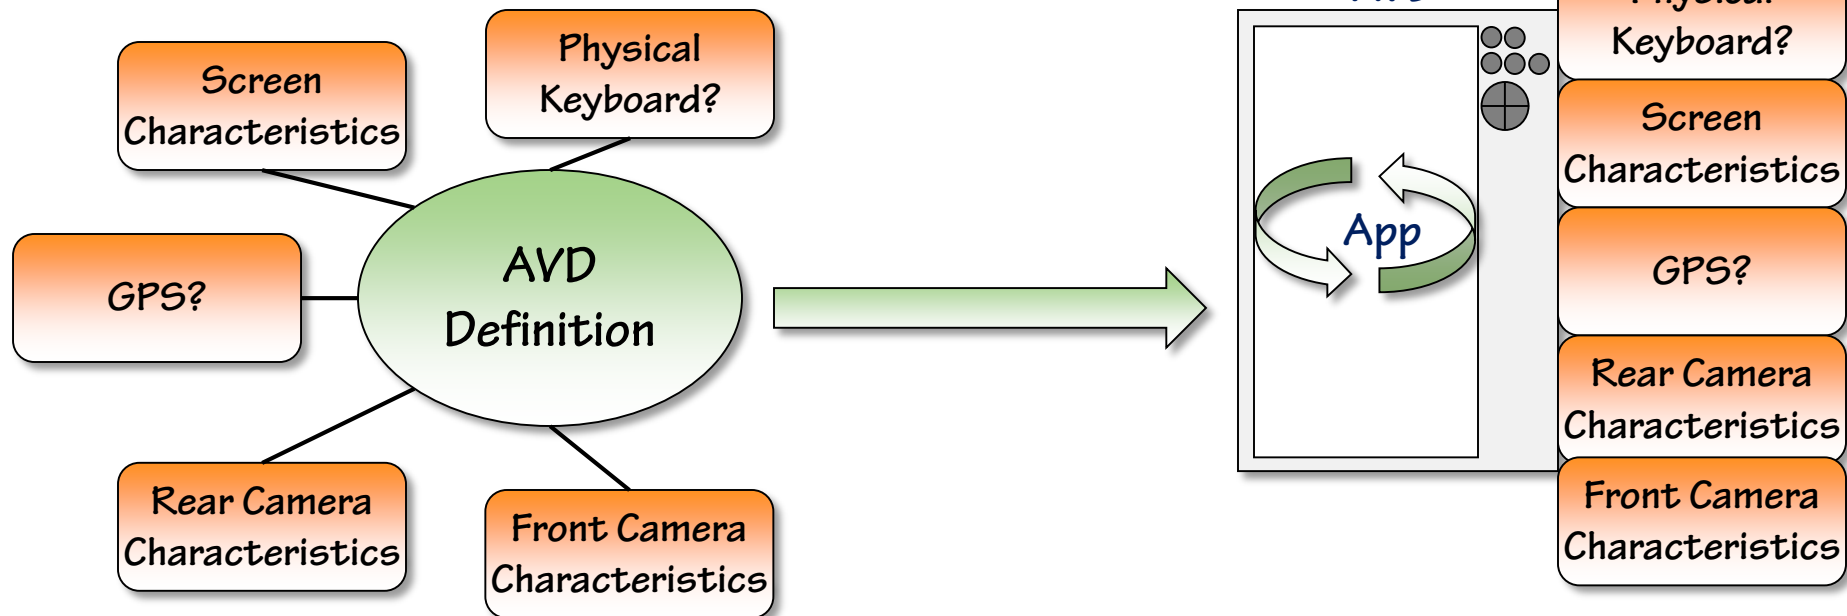 Physical
Keyboard?
Screen
Characteristics
GPS?
AVD
Definition
Rear Camera
Characteristics
Front Camera
Characteristics
App
Physical
Keyboard?
Screen
Characteristics
GPS?
Rear Camera
Characteristics
Front Camera
Characteristics